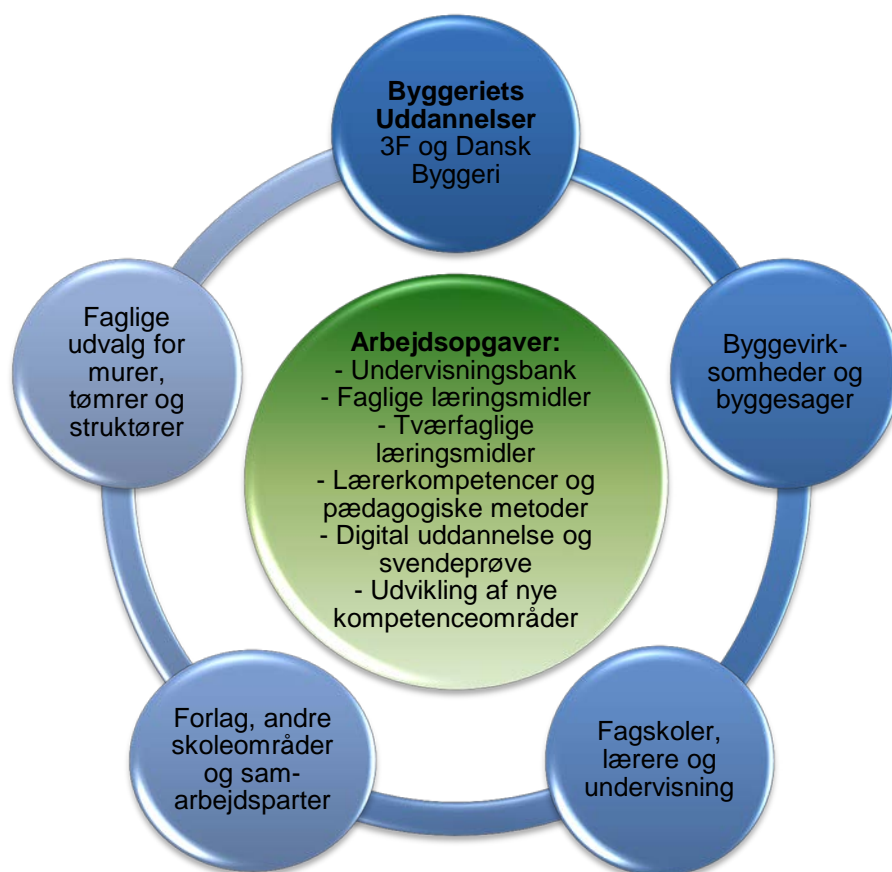 Byggeriets
Uddannelser
3F og Dansk
Byggeri
Faglige
udvalg for
murer,
tømrer og
struktører
Arbejdsopgaver:
- Undervisningsbank
- Faglige læringsmidler
- Tværfaglige
læringsmidler
- Lærerkompetencer og
pædagogiske metoder
- Digital uddannelse og
svendeprøve
- Udvikling af nye
kompetenceområder
Byggevirk-
somheder og
byggesager
Forlag, andre
skoleområder
og sam-
arbejdsparter
Fagskoler,
lærere og
undervisning